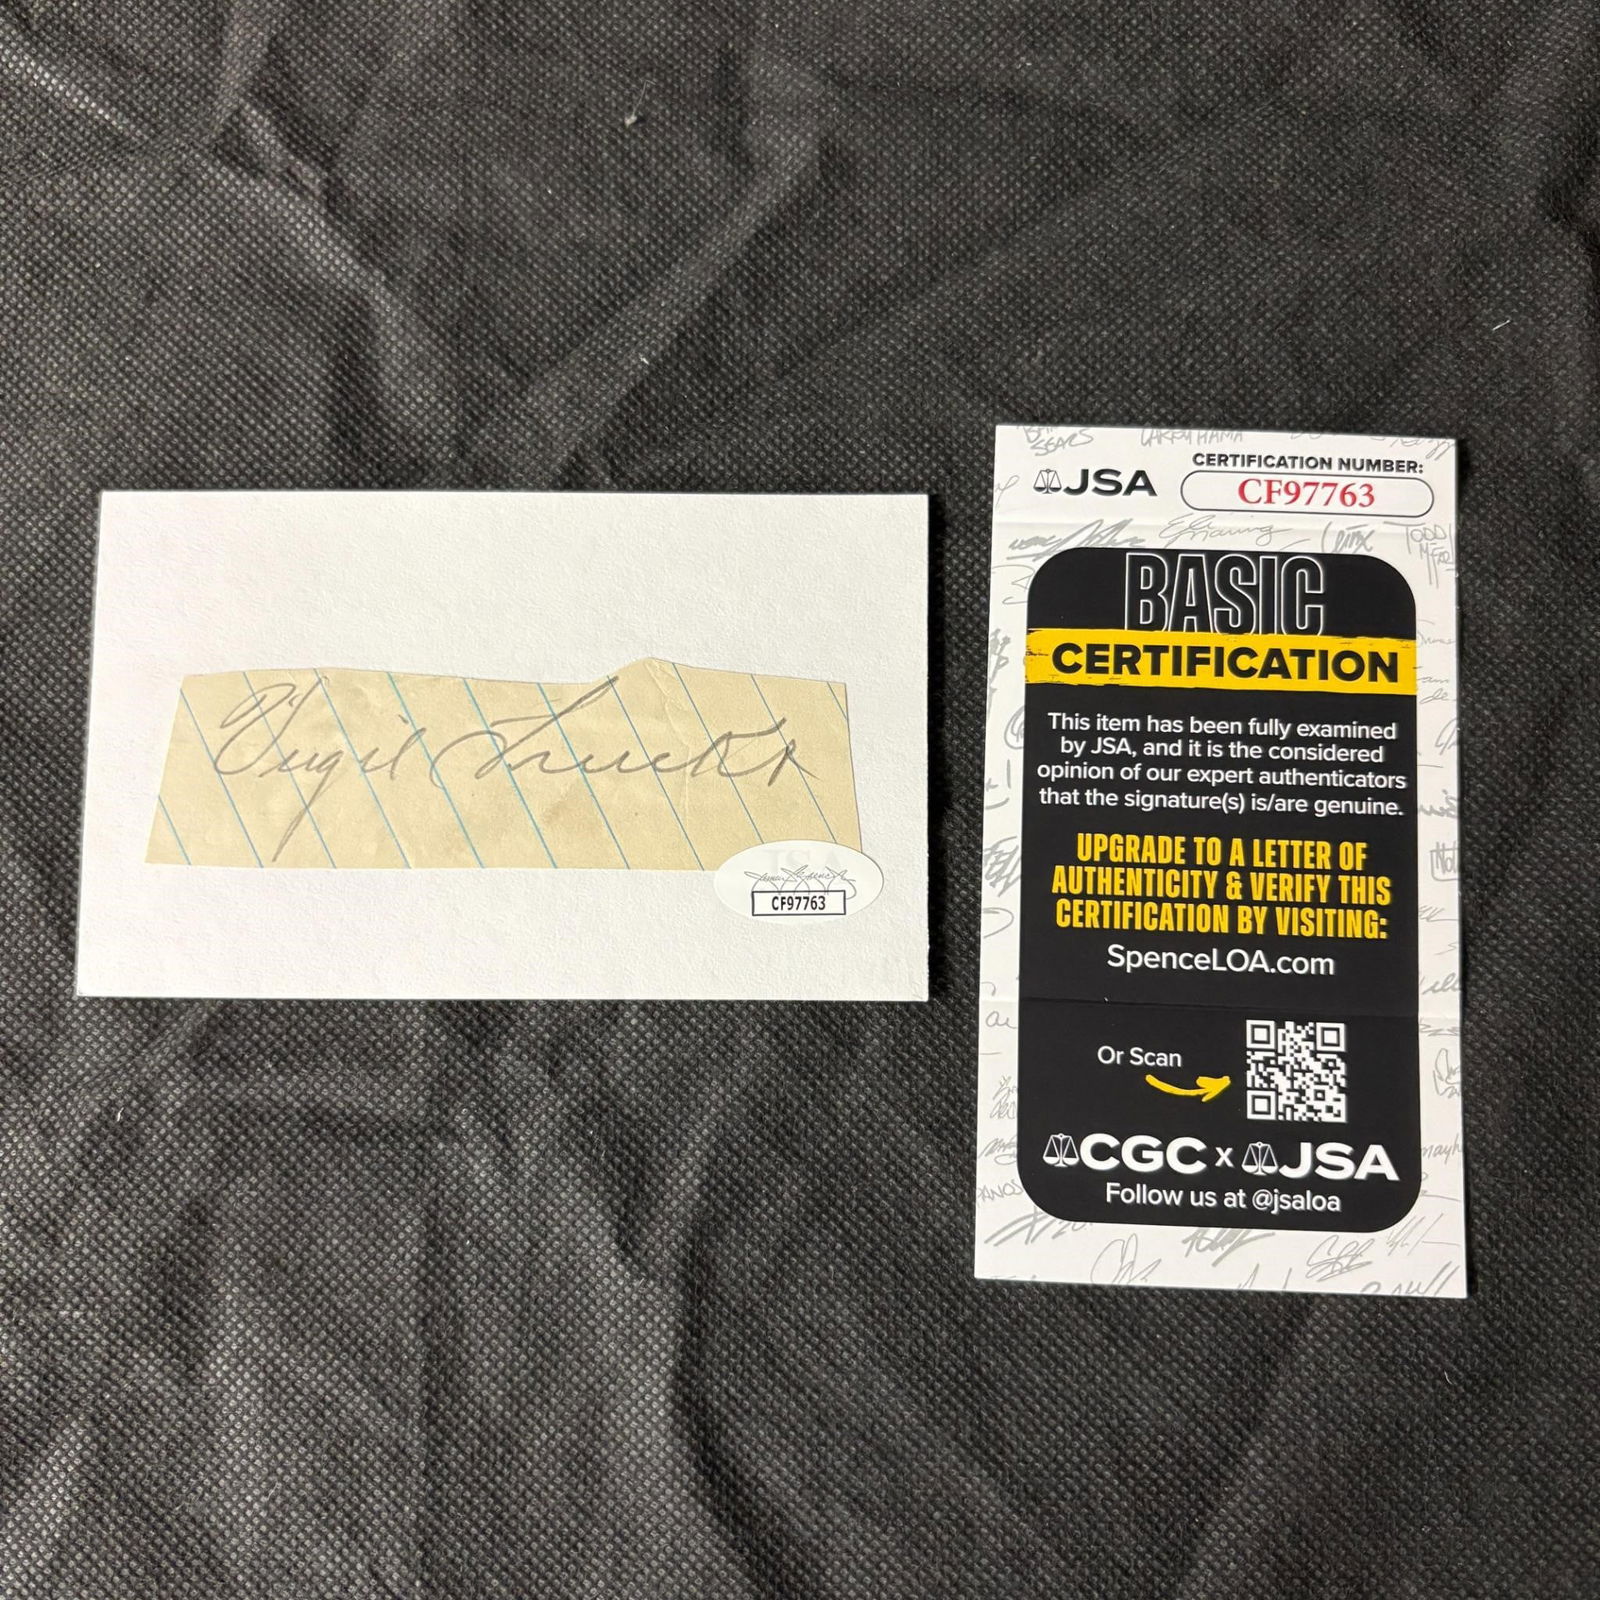 Virgil Trucks
JSA
CF97763
JSA
CERTIFICATION NUMBER:
CF97763
BASIC
CERTIFICATION
This item has been fully examined
by JSA, and it is the considered
opinion of our expert authenticators
that the signature(s) is/are genuine.
UPGRADE TO A LETTER OF
AUTHENTICITY & VERIFY THIS
CERTIFICATION BY VISITING:
SpenceLOA.com
Or Scan
CGC x JSA
Follow us at @jsaloa